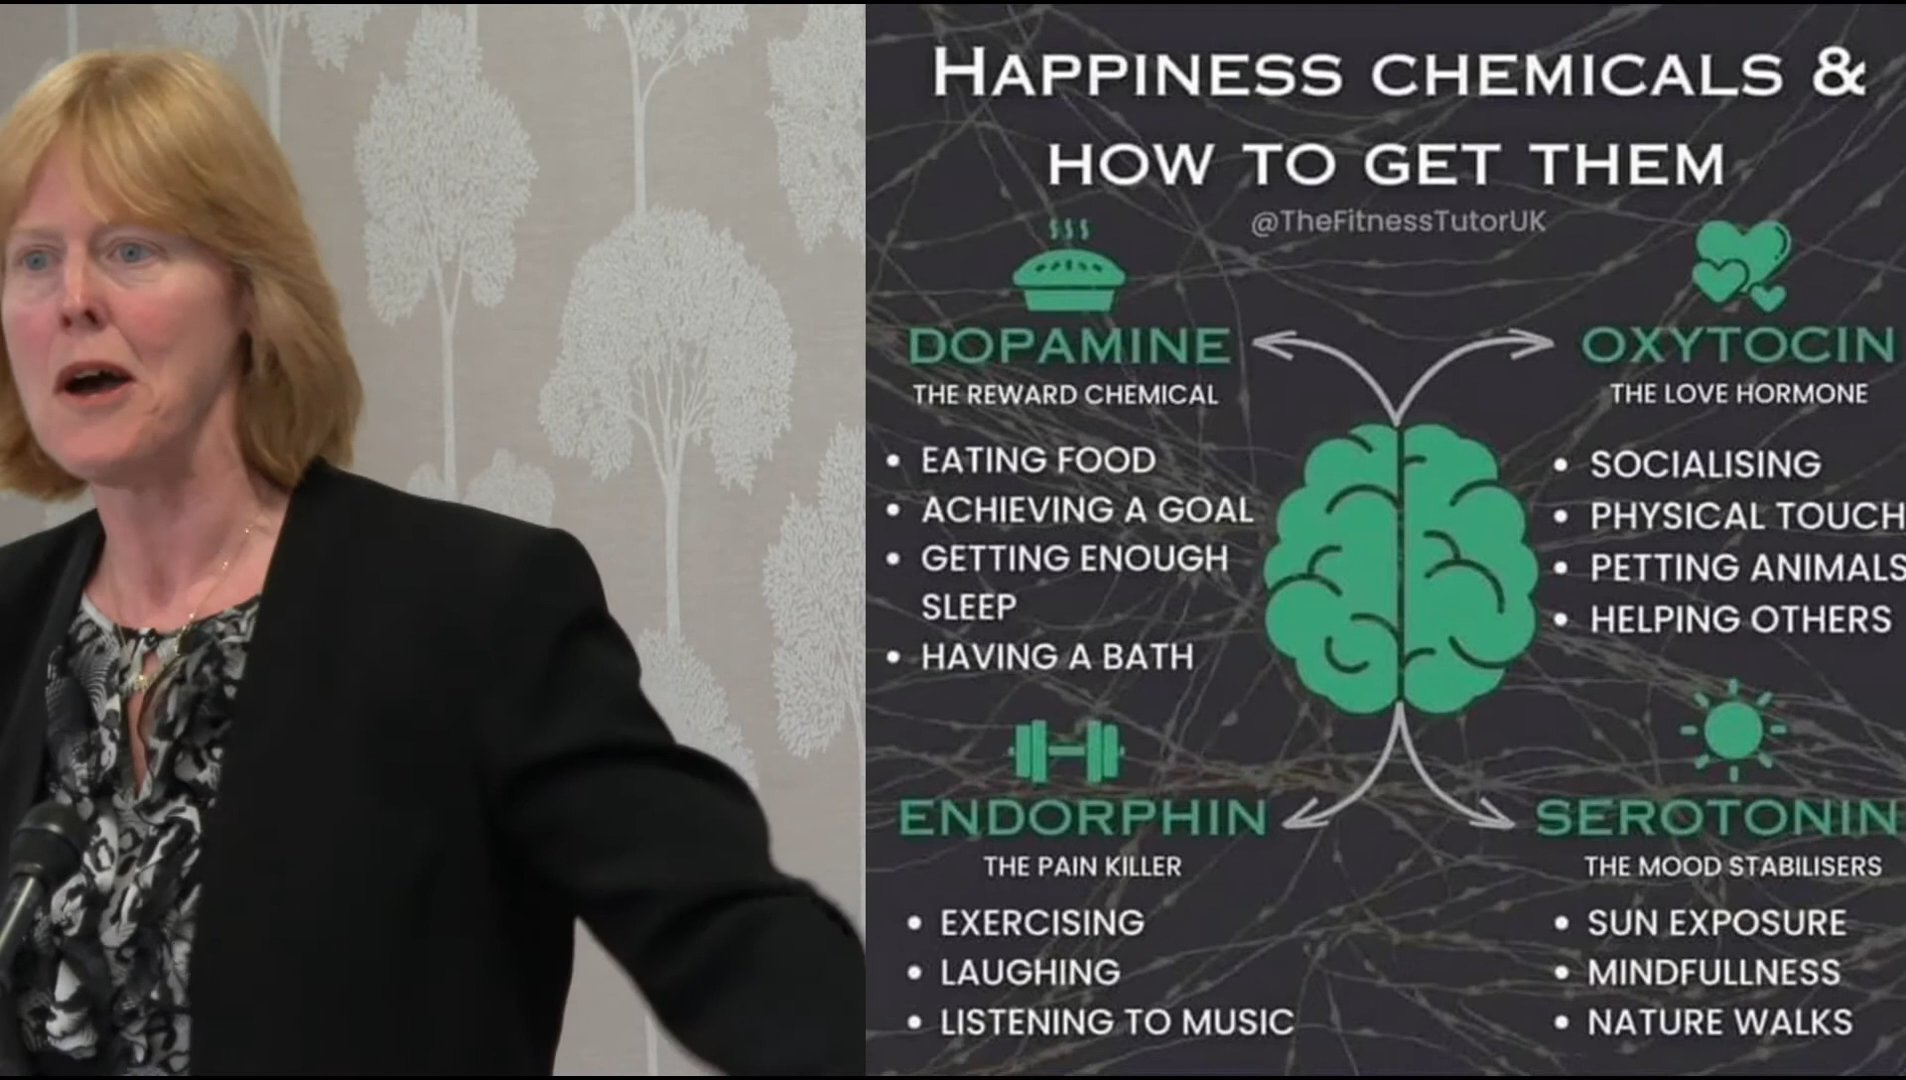 HAPPINESS CHEMICALS &
HOW TO GET THEM
@TheFitnessTutorUK
DOPAMINE
THE REWARD CHEMICAL
• EATING FOOD
• ACHIEVING A GOAL
• GETTING ENOUGH
SLEEP
• HAVING A BATH
OXYTOCIN
THE LOVE HORMONE
• SOCIALISING
• PHYSICAL TOUCH
• PETTING ANIMALS
• HELPING OTHERS
ENDORPHIN
THE PAIN KILLER
• EXERCISING
• LAUGHING
• LISTENING TO MUSIC
SEROTONIN
THE MOOD STABILISERS
• SUN EXPOSURE
• MINDFULLNESS
• NATURE WALKS